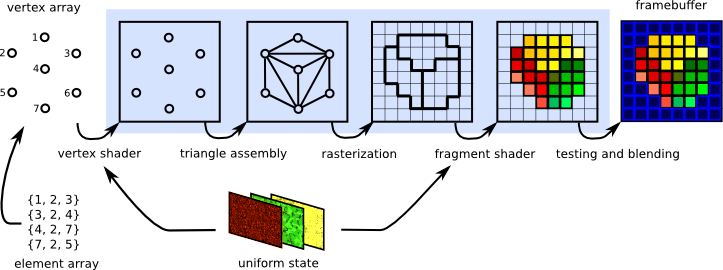 vertex array
framebuffer
1
2
3
4
5
6
7
vertex shader
triangle assembly
rasterization
fragment shader
testing and blending
{1, 2, 3}
{3, 2, 4}
{4, 2, 7}
{7, 2, 5}
element array
uniform state